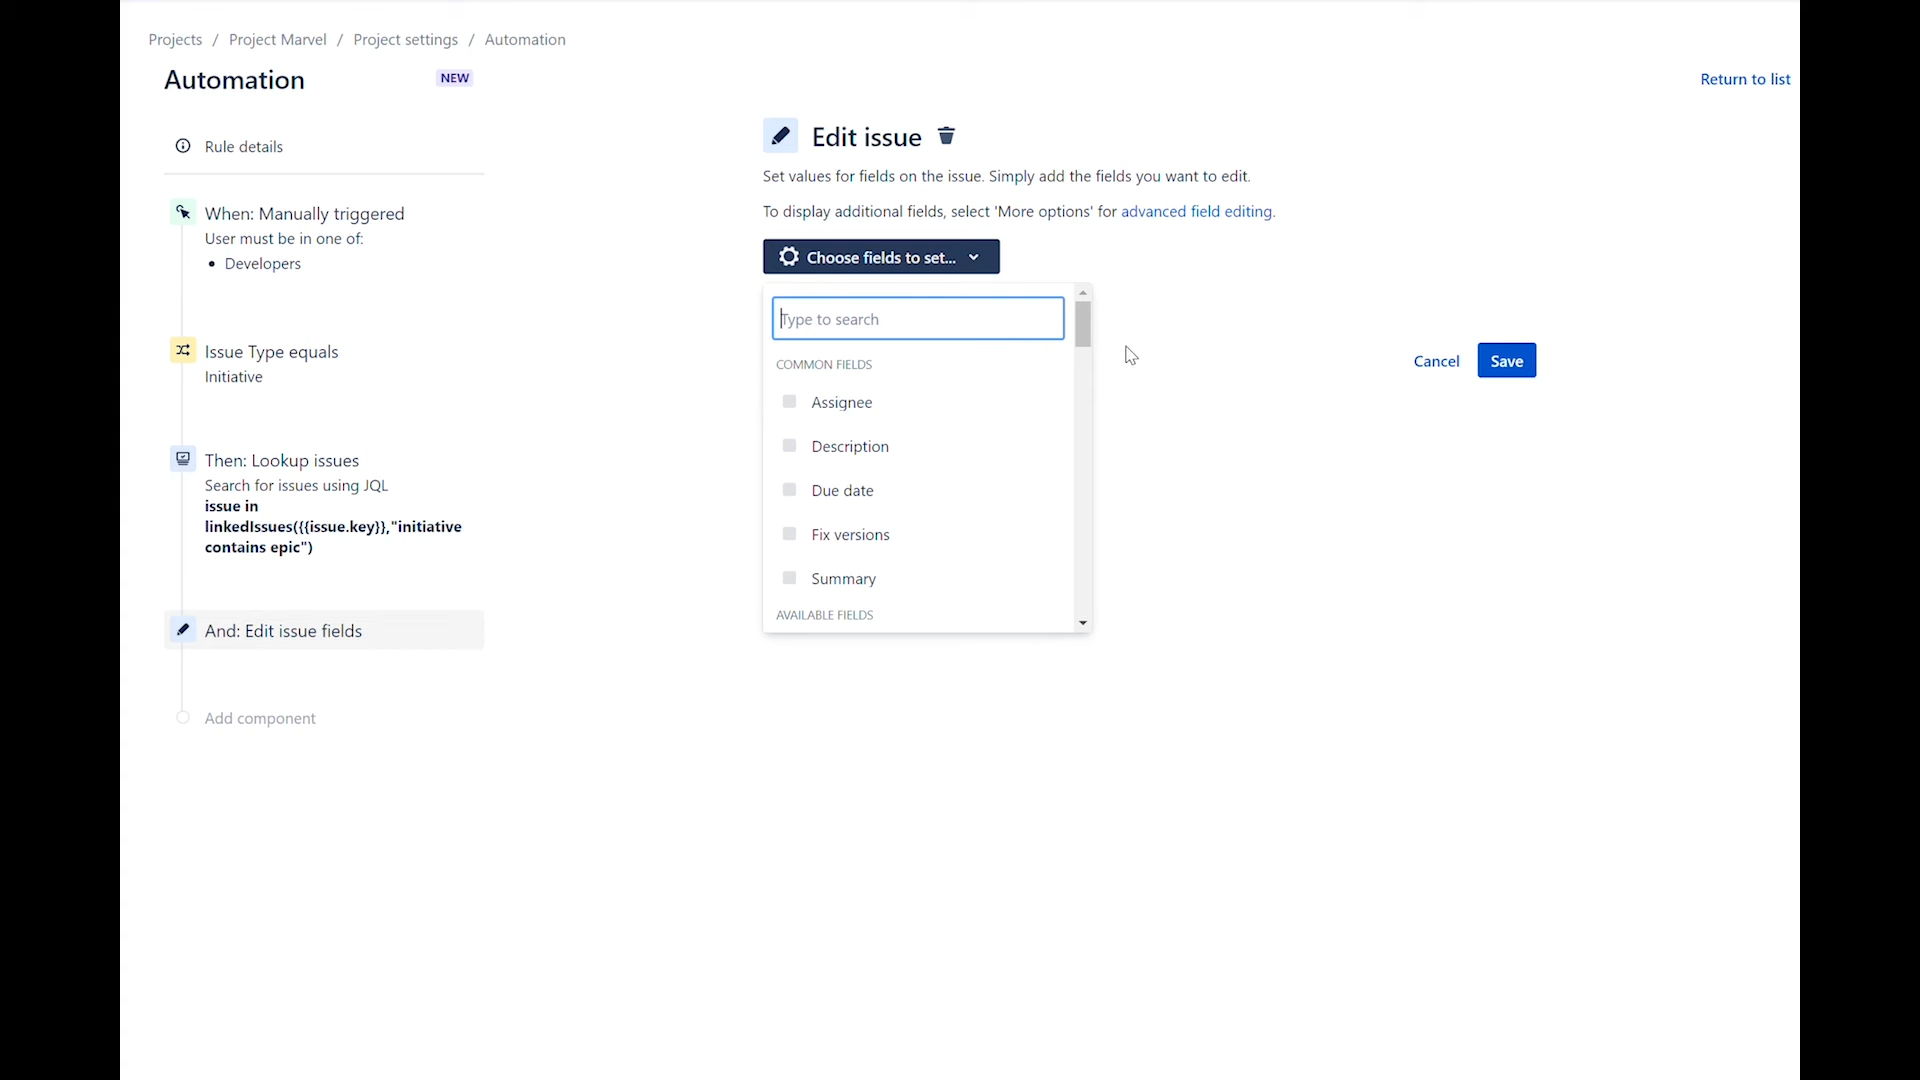 Projects / Project Marvel / Project settings / Automation
Automation NEW
Return to list
Rule details
When: Manually triggered
User must be in one of:
• Developers
Issue Type equals
Initiative
Then: Lookup issues
Search for issues using JQL
issue in
linkedIssues({{issue.key}},"initiative
contains epic")
And: Edit issue fields
Add component
Edit issue
Set values for fields on the issue. Simply add the fields you want to edit.
To display additional fields, select 'More options' for advanced field editing.
Choose fields to set...
Type to search
COMMON FIELDS
Assignee
Description
Due date
Fix versions
Summary
AVAILABLE FIELDS
Cancel
Save